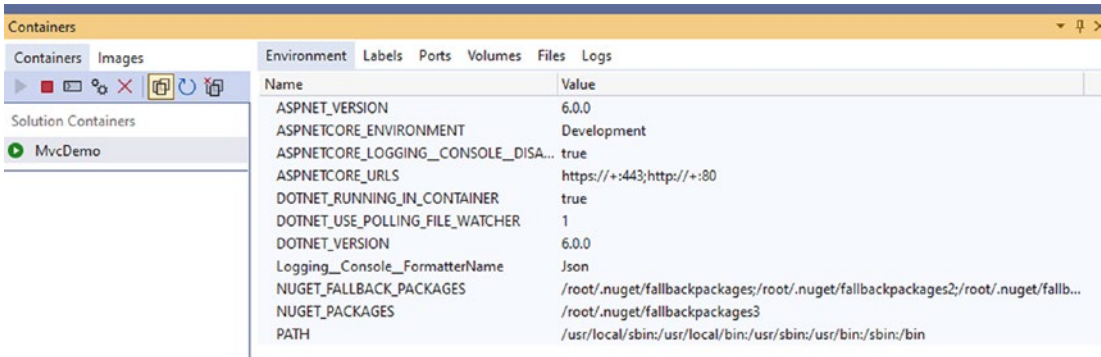 Containers
Containers Images
Solution Containers
MvcDemo
Environment Labels Ports Volumes Files Logs
Name Value
ASPNET_VERSION 6.0.0
ASPNETCORE_ENVIRONMENT Development
ASPNETCORE_LOGGING__CONSOLE__DISA... true
ASPNETCORE_URLS https://+:443;http://+:80
DOTNET_RUNNING_IN_CONTAINER true
DOTNET_USE_POLLING_FILE_WATCHER 1
DOTNET_VERSION 6.0.0
Logging__Console__FormatterName Json
NUGET_FALLBACK_PACKAGES /root/.nuget/fallbackpackages;/root/.nuget/fallbackpackages2;/root/.nuget/fallb...
NUGET_PACKAGES /root/.nuget/fallbackpackages3
PATH /usr/local/sbin:/usr/local/bin:/usr/sbin:/usr/bin:/sbin:/bin